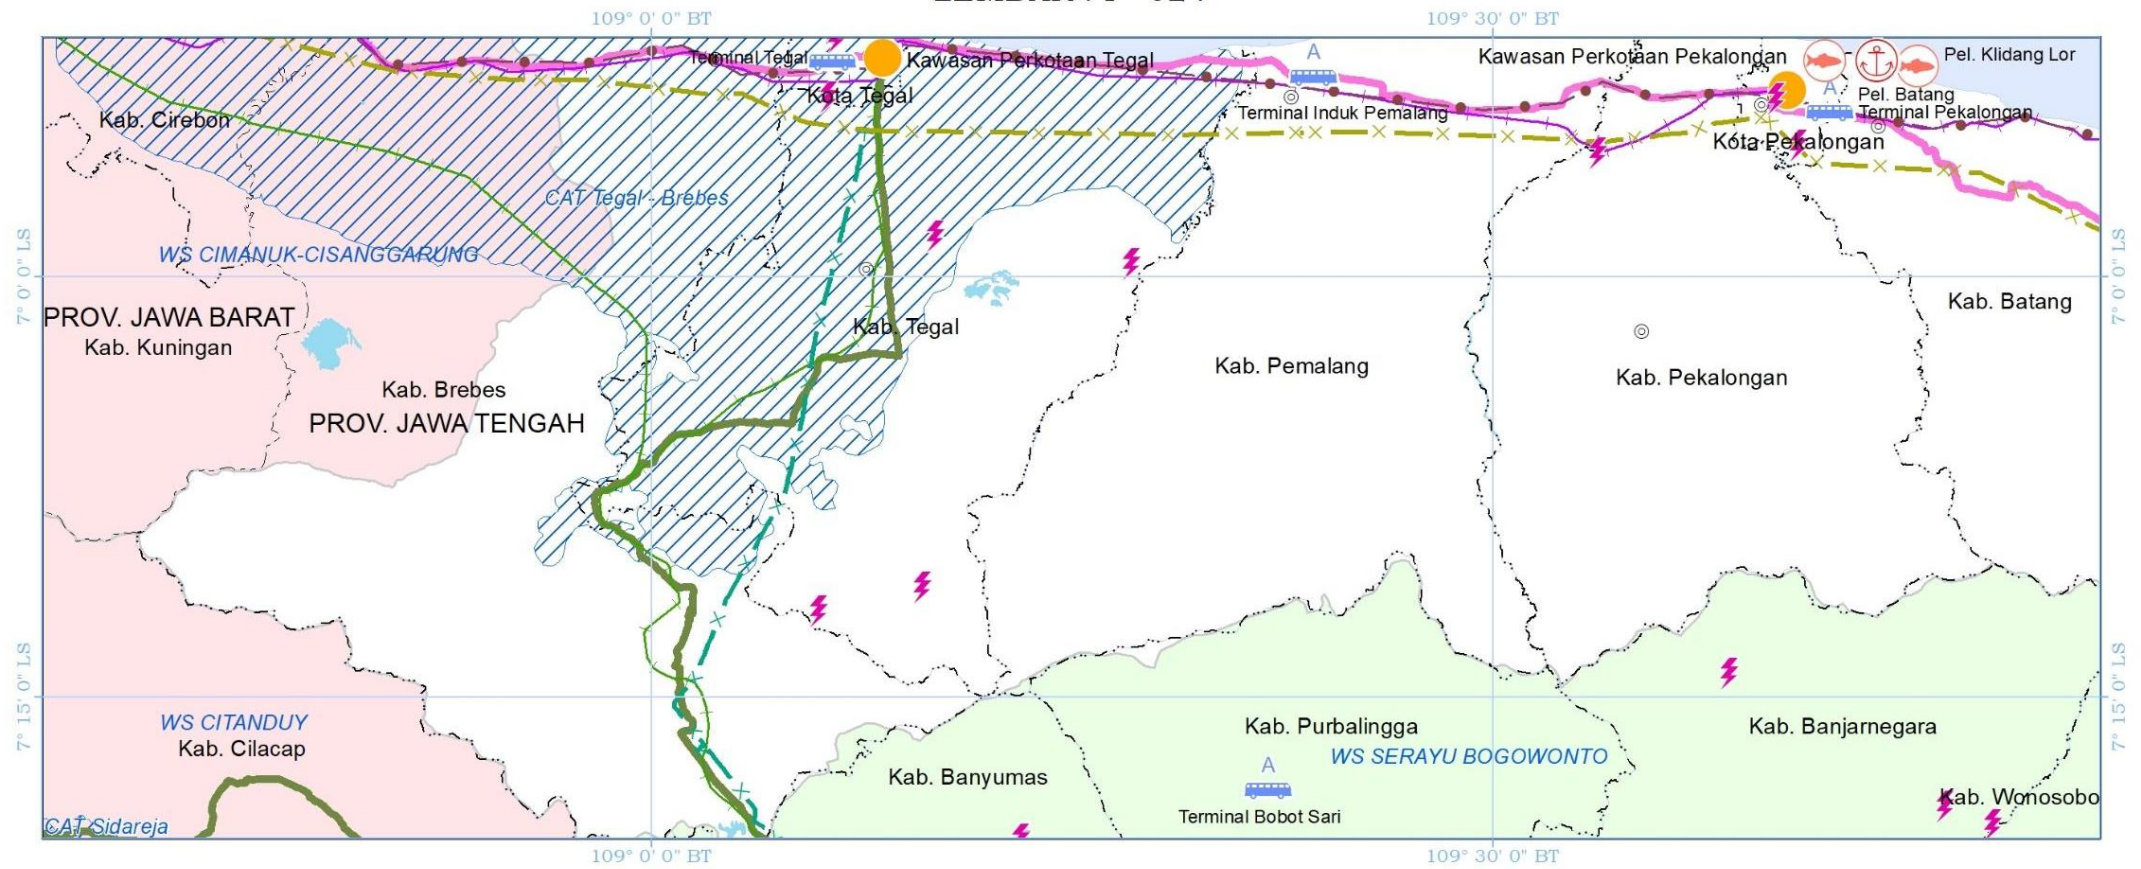 109° 0' 0" BT
109° 30' 0" BT
Terminal Tegal
Kawasan Perkotaan Tegal
A
Kawasan Perkotaan Pekalongan
Pel. Klidang Lor
Kota Tegal
A
Pel. Batang
Kab. Cirebon
Terminal Induk Pemalang
Terminal Pekalongan
Kota Pekalongan
CAT Tegal - Brebes
WS CIMANUK-CISANGGARUNG
7° 0' 0" LS
7° 0' 0" LS
PROV. JAWA BARAT
Kab. Kuningan
Kab. Tegal
Kab. Batang
Kab. Pemalang
Kab. Pekalongan
Kab. Brebes
PROV. JAWA TENGAH
7° 15' 0" LS
7° 15' 0" LS
WS CITANDUY
Kab. Cilacap
Kab. Purbalingga
Kab. Banjarnegara
WS SERAYU BOGOWONTO
Kab. Banyumas
A
Terminal Bobot Sari
Kab. Wonosobo
CAT Sidareja
109° 0' 0" BT
109° 30' 0" BT